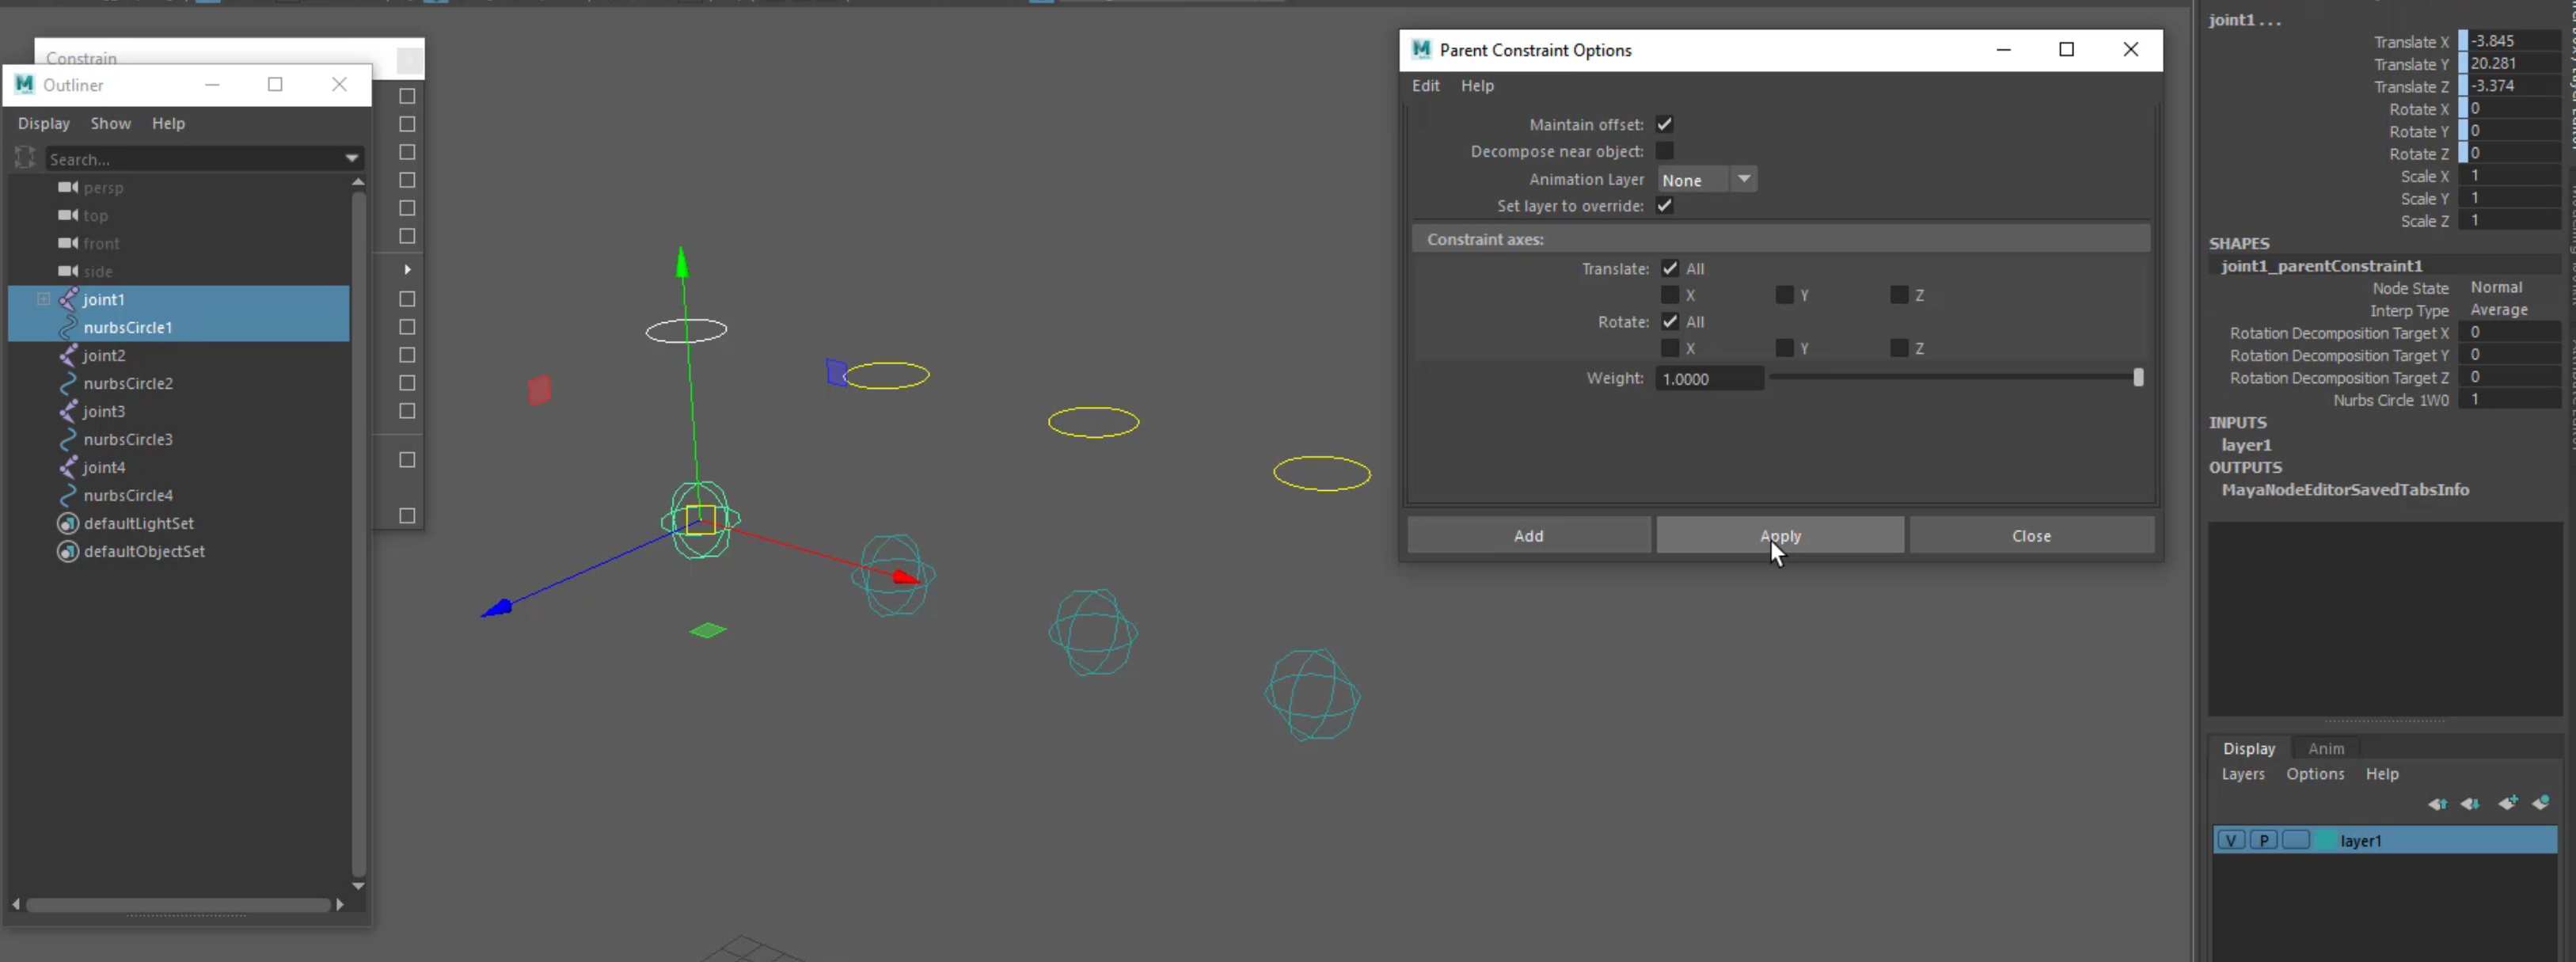 Constrain
Outliner
Display Show Help
Search...
persp
top
front
side
joint1
nurbsCircle1
joint2
nurbsCircle2
joint3
nurbsCircle3
joint4
nurbsCircle4
defaultLightSet
defaultObjectSet
Parent Constraint Options
Edit Help
Maintain offset:
Decompose near object:
Animation Layer None
Set layer to override:
Constraint axes:
Translate: All
X Y Z
Rotate: All
X Y Z
Weight: 1.0000
Add Apply Close
joint1 . . .
Translate X -3.845
Translate Y 20.281
Translate Z -3.374
Rotate X 0
Rotate Y 0
Rotate Z 0
Scale X 1
Scale Y 1
Scale Z 1
SHAPES
joint1_parentConstraint1
Node State Normal
Interp Type Average
Rotation Decomposition Target X 0
Rotation Decomposition Target Y 0
Rotation Decomposition Target Z 0
Nurbs Circle 1W0 1
INPUTS
layer1
OUTPUTS
MayaNodeEditorSavedTabsInfo
Display Anim
Layers Options Help
V P layer1